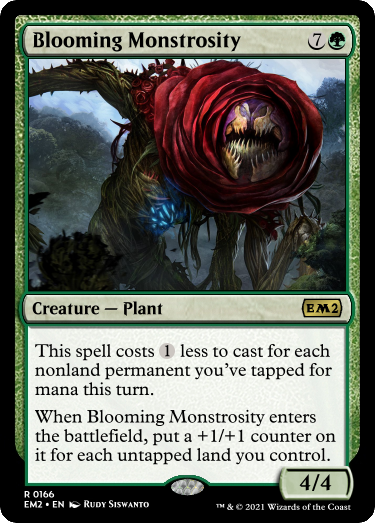 Blooming Monstrosity 7
Creature — Plant EM2
This spell costs 1 less to cast for each
nonland permanent you've tapped for
mana this turn.
When Blooming Monstrosity enters
the battlefield, put a +1/+1 counter on
it for each untapped land you control.
4/4
R 0166
EM2 • EN Rudy Siswanto
™ & © 2021 Wizards of the Coast